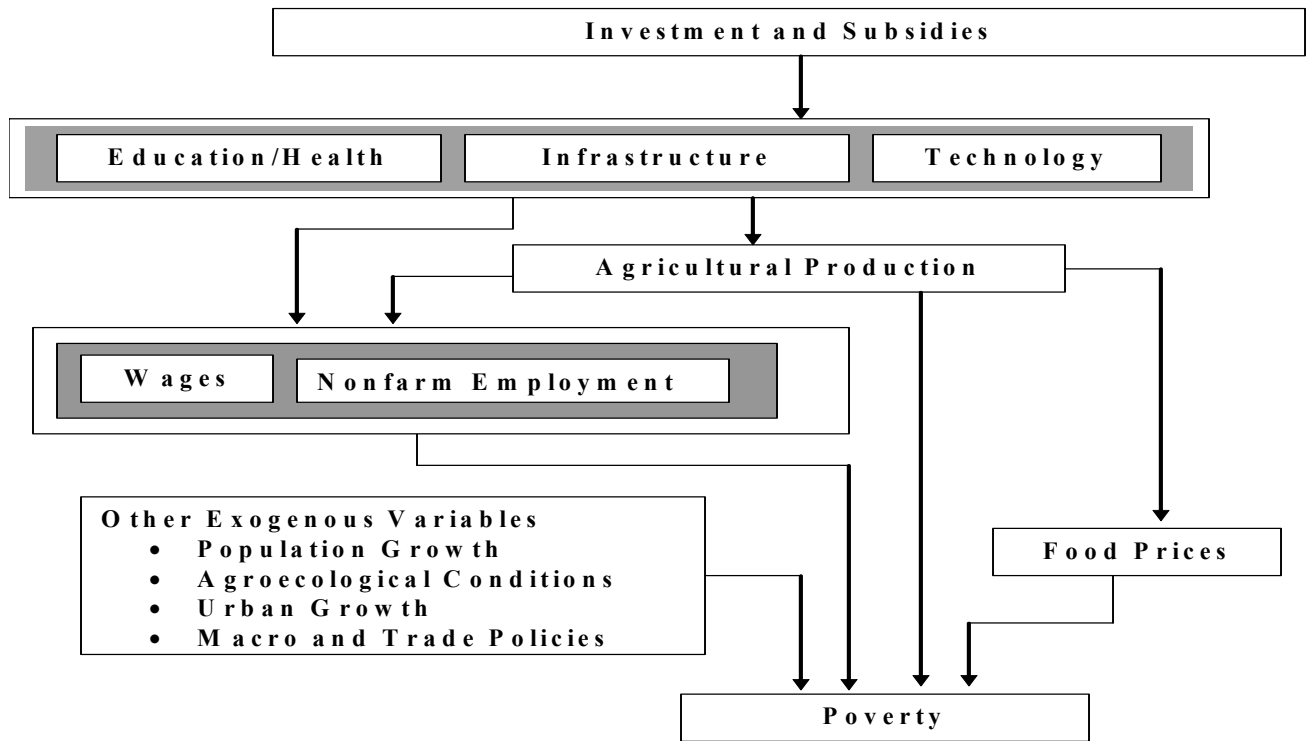 Investment and Subsidies
Education/Health
Infrastructure
Technology
Agricultural Production
Wages
Nonfarm Employment
Other Exogenous Variables
• Population Growth
• Agroecological Conditions
• Urban Growth
• Macro and Trade Policies
Food Prices
Poverty